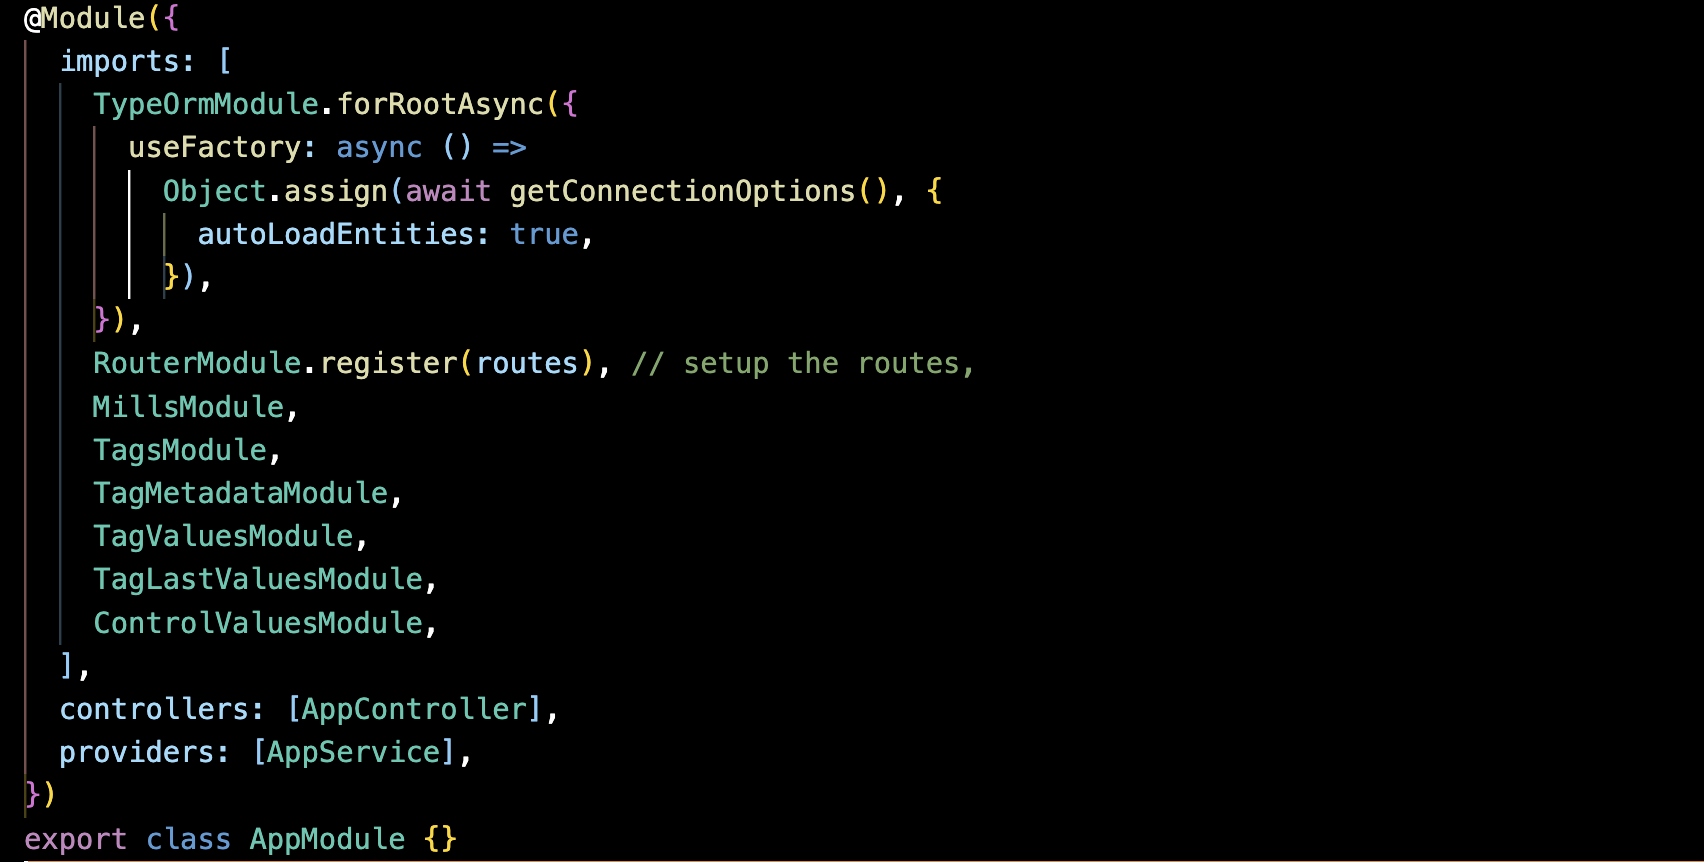 @Module({
imports: [
TypeOrmModule.forRootAsync({
useFactory: async () =>
Object.assign(await getConnectionOptions(), {
autoLoadEntities: true,
}),
}),
RouterModule.register(routes), // setup the routes,
MillsModule,
TagsModule,
TagMetadataModule,
TagValuesModule,
TagLastValuesModule,
ControlValuesModule,
],
controllers: [AppController],
providers: [AppService],
})
export class AppModule {}